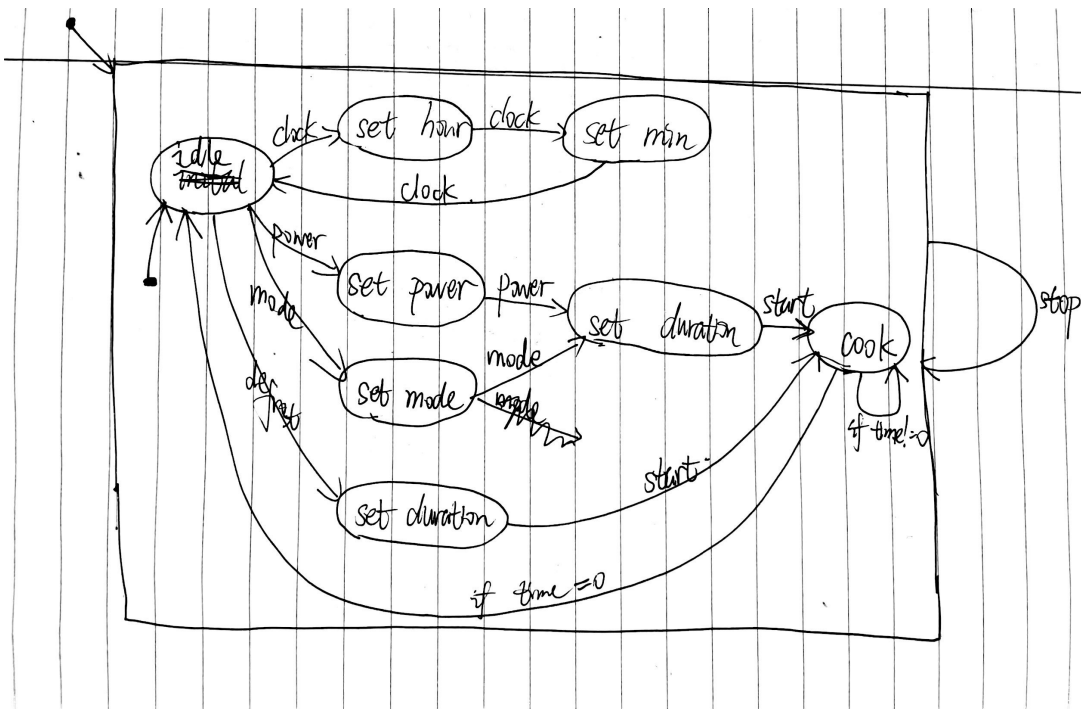 clock
set hour
clock
set min
idle
clock
power
set power
power
set duration
start
cook
stop
mode
set mode
mode
if time!=0
defrost
set duration
start
if time=0